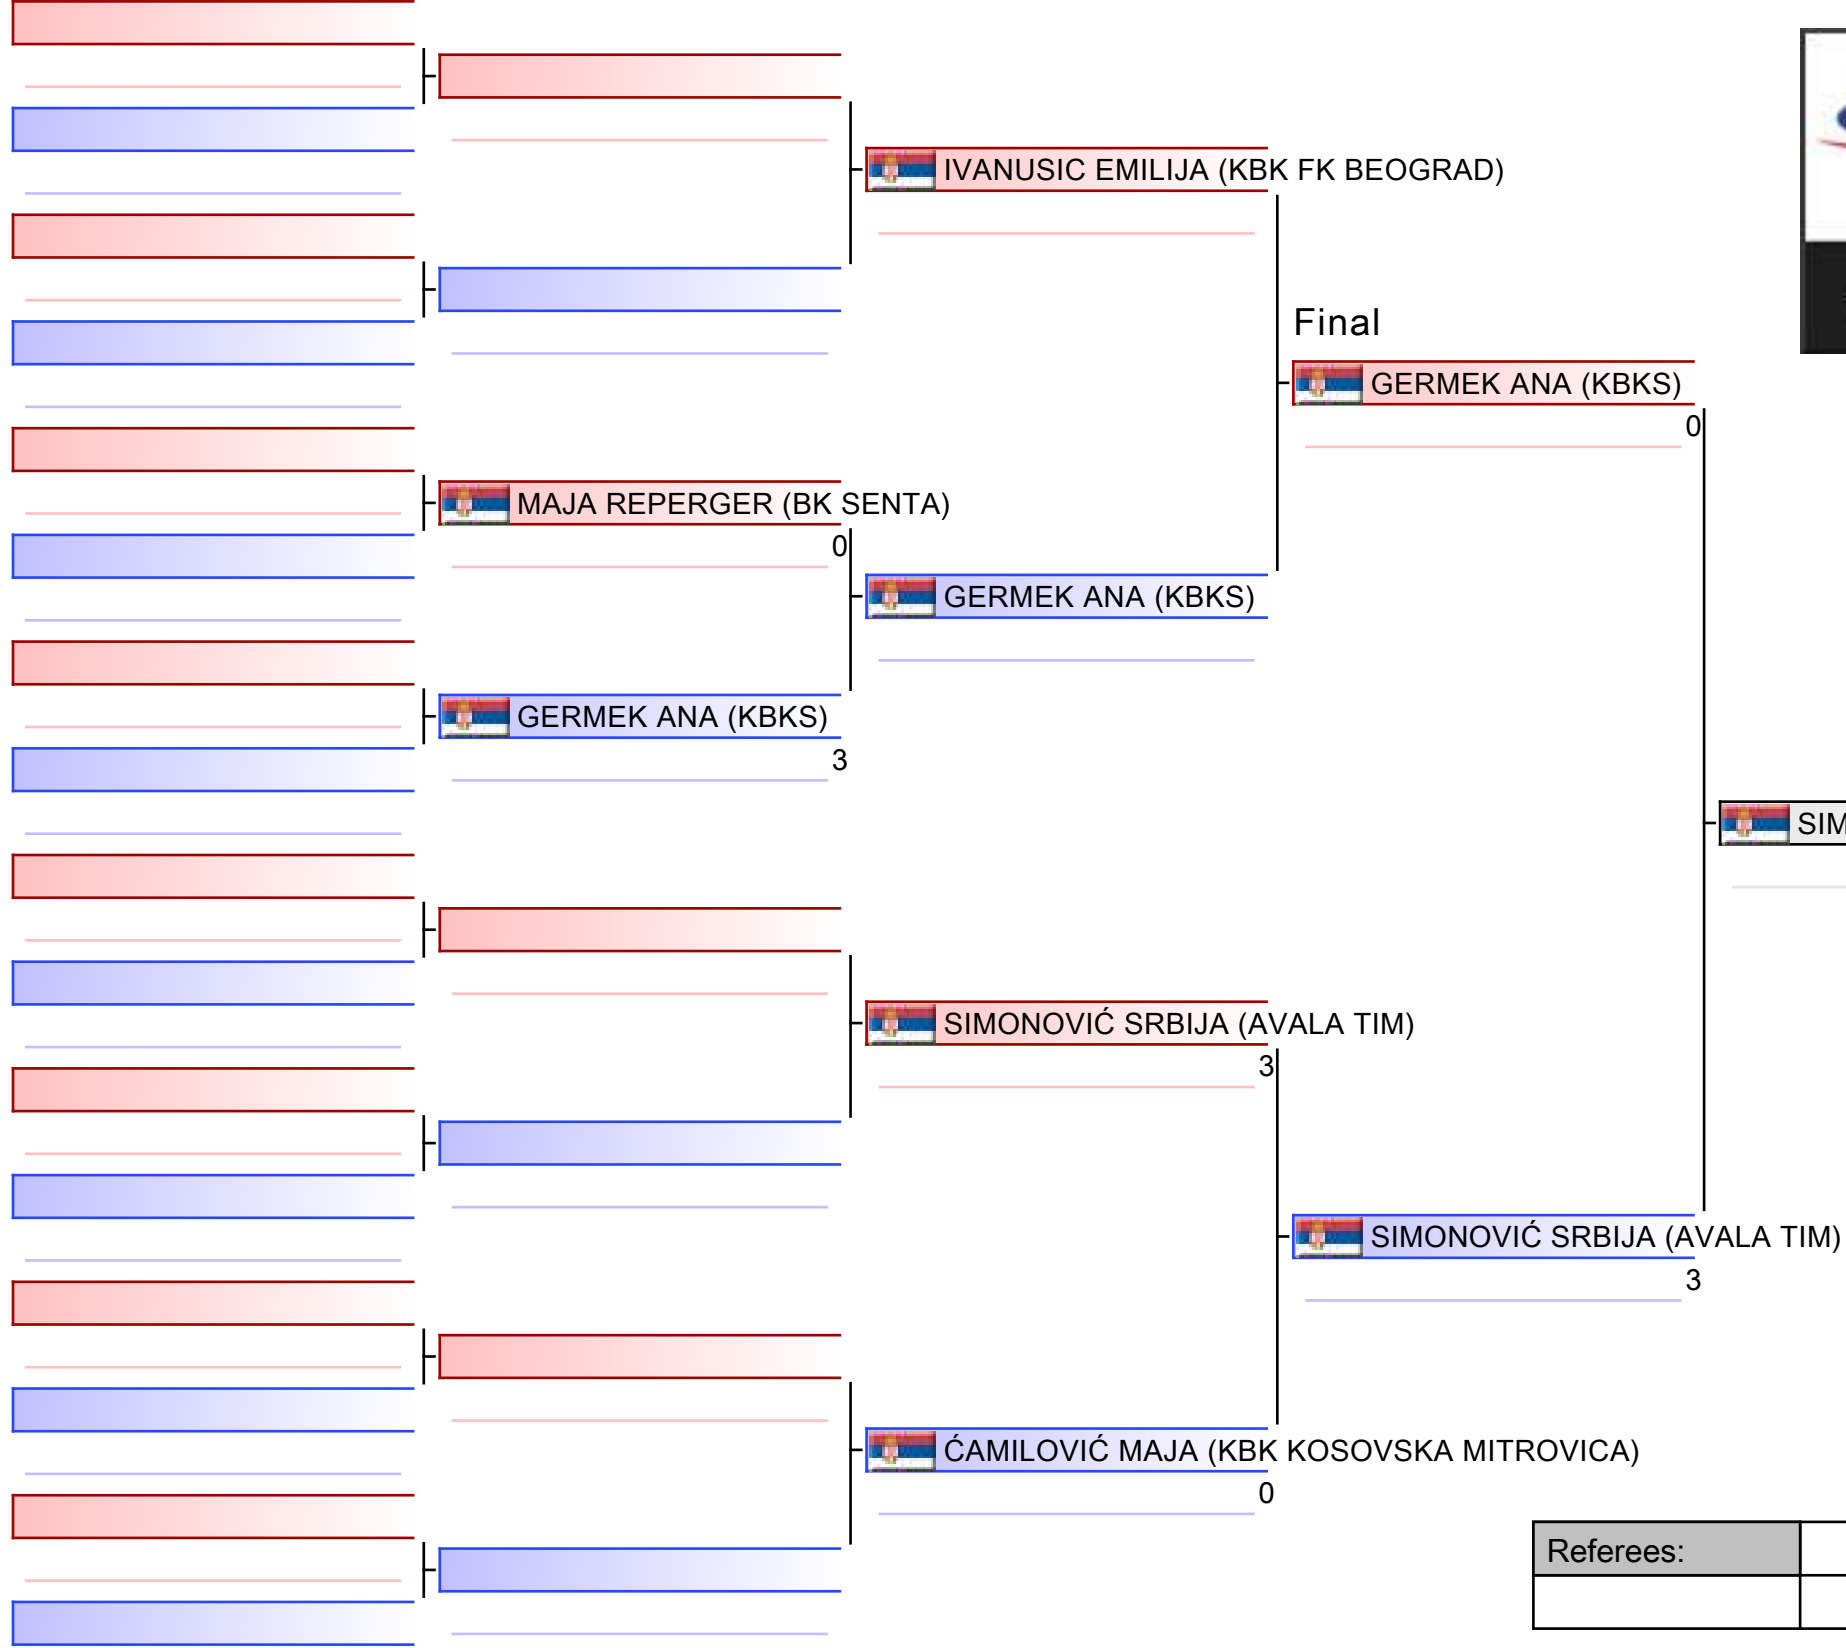 IVANUSIC EMILIJA (KBK FK BEOGRAD)
Final
GERMEK ANA (KBKS)
0
MAJA REPERGER (BK SENTA)
0
GERMEK ANA (KBKS)
GERMEK ANA (KBKS)
3
SIM
SIMONOVIĆ SRBIJA (AVALA TIM)
3
SIMONOVIĆ SRBIJA (AVALA TIM)
3
ĆAMILOVIĆ MAJA (KBK KOSOVSKA MITROVICA)
0
Referees: